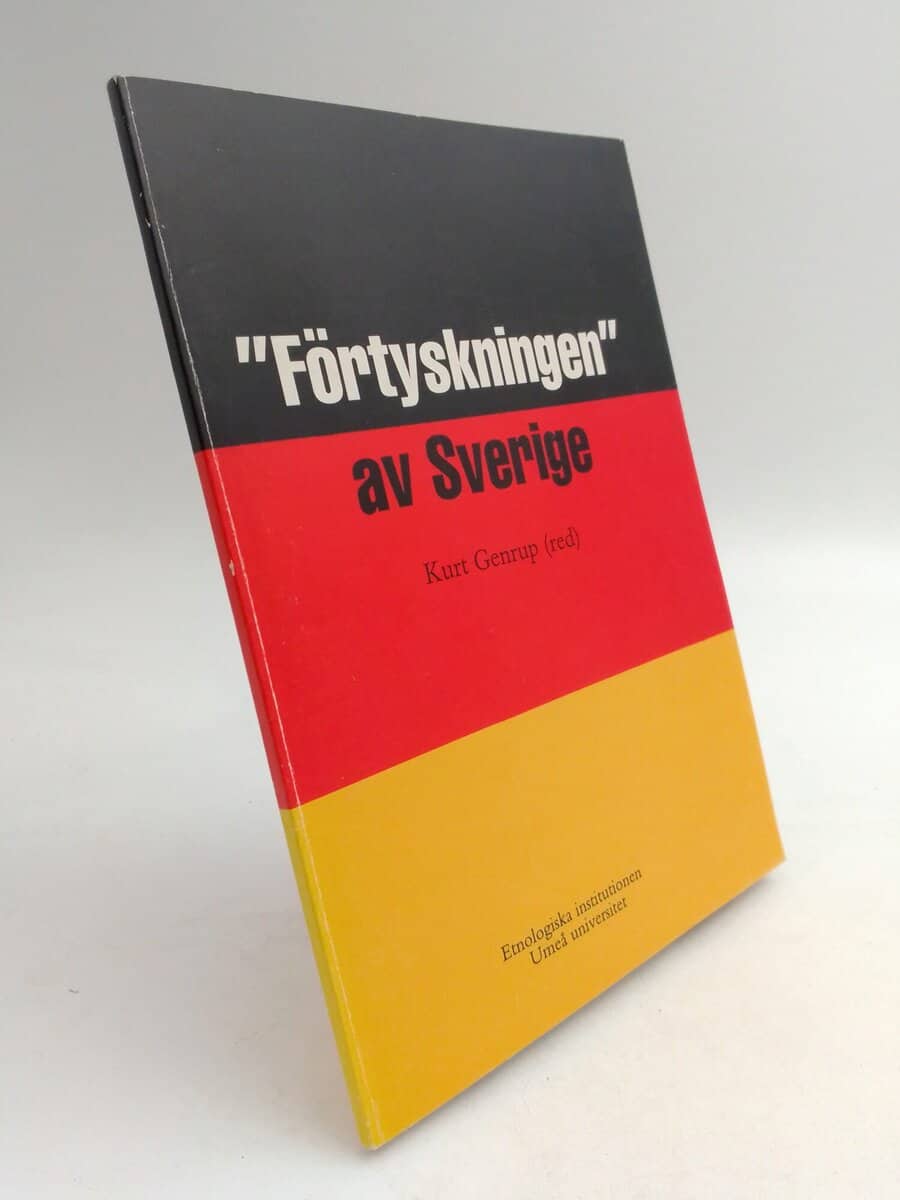 "Förtyskningen"
av Sverige
Kurt Genrup (red)
Etnologiska institutionen
Umeå universitet